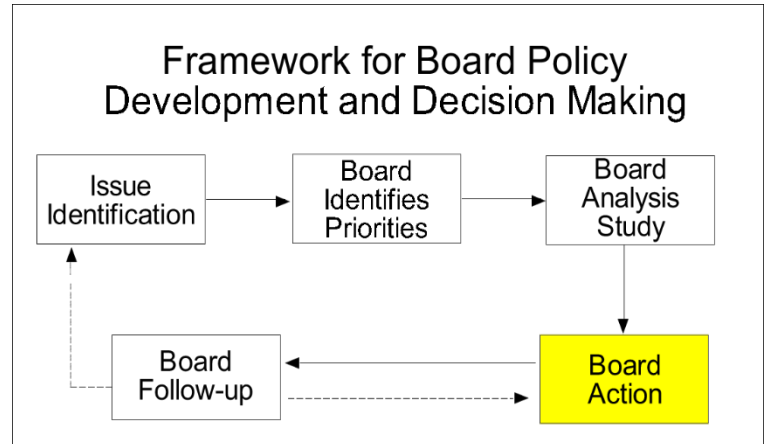 Framework for Board Policy
Development and Decision Making
Issue
Identification
Board
Identifies
Priorities
Board
Analysis
Study
Board
Follow-up
Board
Action